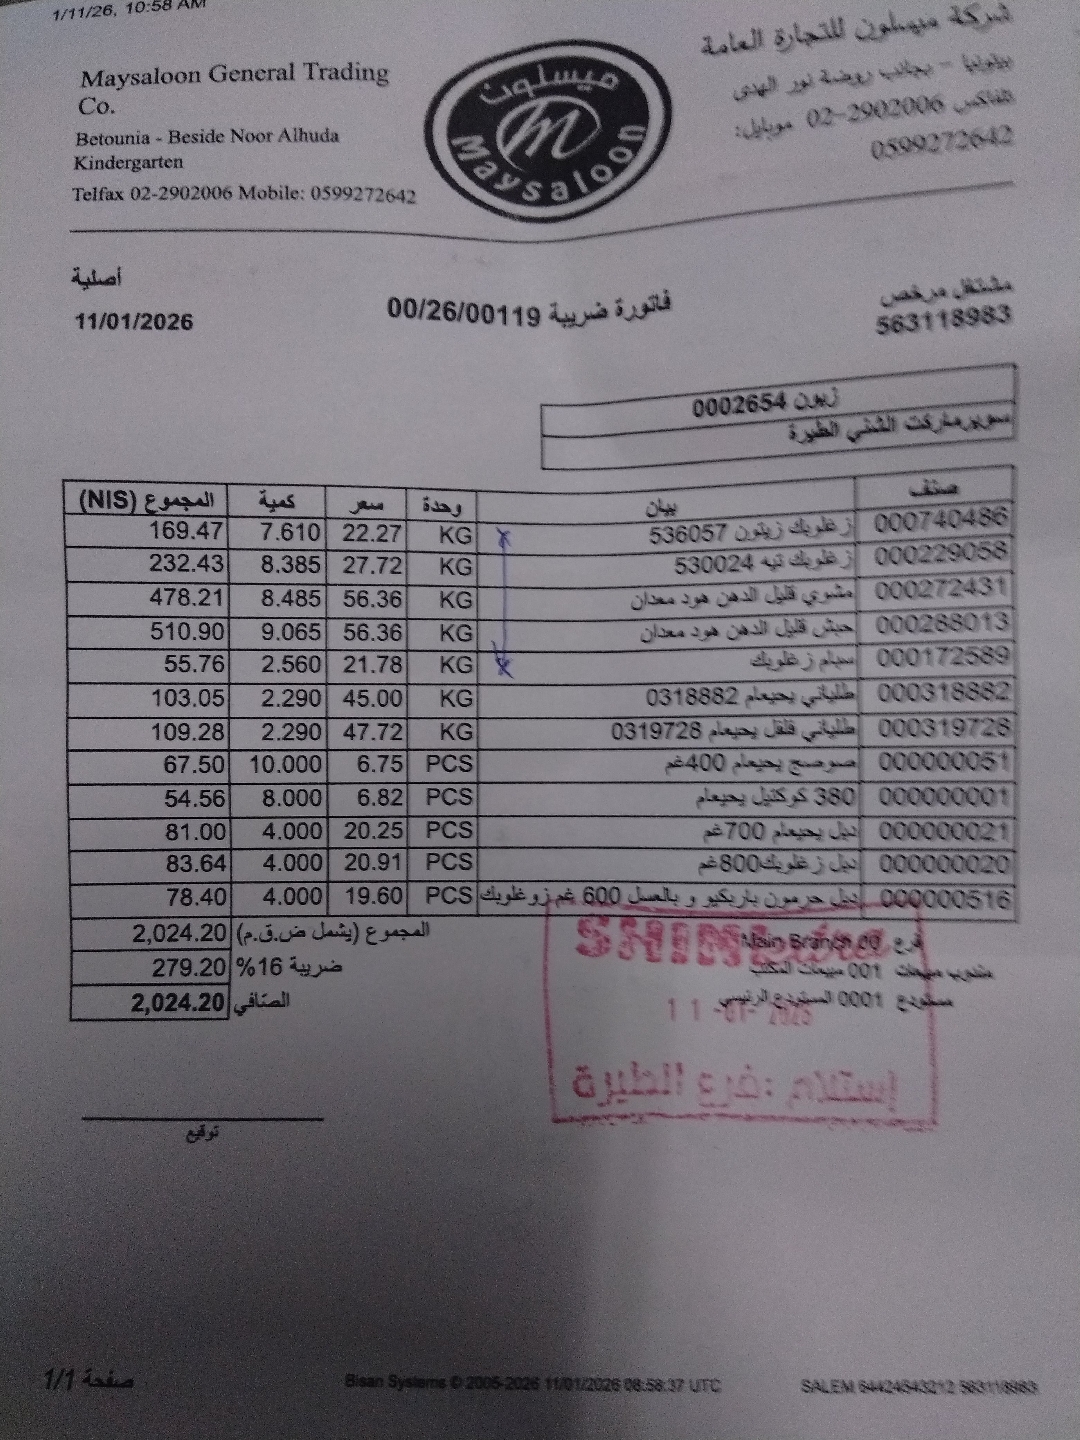 1/11/26, 10:58 AM
Maysaloon General Trading Co.
Betounia - Beside Noor Alhuda
Kindergarten
Telfax 02-2902006 Mobile: 0599272642
ميسلون
Maysaloon
شركة ميسلون للتجارة العامة
بيتونيا - بجانب روضة نور الهدى
تلفاكس 02-2902006 موبايل:
0599272642
أصلية
11/01/2026
فاتورة ضريبة 00/26/00119
مشتغل مرخص
563118983
زبون 0002654
سوبرماركت الشني الطيرة
صنف بيان وحدة سعر كمية المجموع (NIS)
000740486 زغلوبك زيتون 536057 KG 22.27 7.610 169.47
000229058 زغلوبك تيه 530024 KG 27.72 8.385 232.43
000272431 مشوي قليل الدهن هود معدان KG 56.36 8.485 478.21
000288013 حبش قليل الدهن هود معدان KG 56.36 9.065 510.90
000172589 سلام زغلوبك KG 21.78 2.560 55.76
000318882 طلياني يحيعام 0318882 KG 45.00 2.290 103.05
000319728 طلياني فلفل يحيعام 0319728 KG 47.72 2.290 109.28
000000051 صوصج يحيعام 400غم PCS 6.75 10.000 67.50
000000001 380 كوكتيل يحيعام PCS 6.82 8.000 54.56
000000021 دبل يحيعام 700غم PCS 20.25 4.000 81.00
000000020 دبل زغلوبك800غم PCS 20.91 4.000 83.64
000000516 دبل حرمون باربكيو و بالعسل 600 غم زوغلوبك PCS 19.60 4.000 78.40
المجموع (يشمل ض.ق.م) 2,024.20
ضريبة 16% 279.20
الصافي 2,024.20
فرع Main Branch 00
مندوب مبيعات 001 مبيعات المكتب
مستودع 0001 المستودع الرئيسي
11 -01- 2026
إستلام :فرع الطيرة
توقيع
صفحة 1/1
Bisan Systems © 2005-2026 11/01/2026 08:58:37 UTC
SALEM 64424543212 563118983